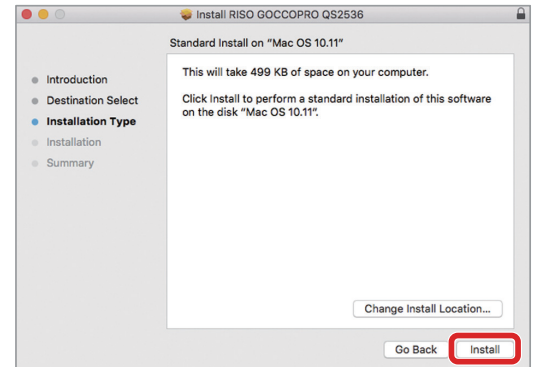 Install RISO GOCCOPRO QS2536
Standard Install on "Mac OS 10.11"
Introduction
Destination Select
Installation Type
Installation
Summary
This will take 499 KB of space on your computer.
Click Install to perform a standard installation of this software
on the disk "Mac OS 10.11".
Change Install Location...
Go Back
Install